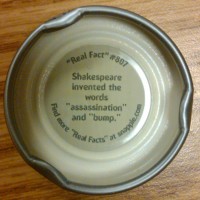 "Real Fact" #807
Shakespeare
invented the
words
"assassination"
and "bump."
Find more "Real Facts" at snapple.com